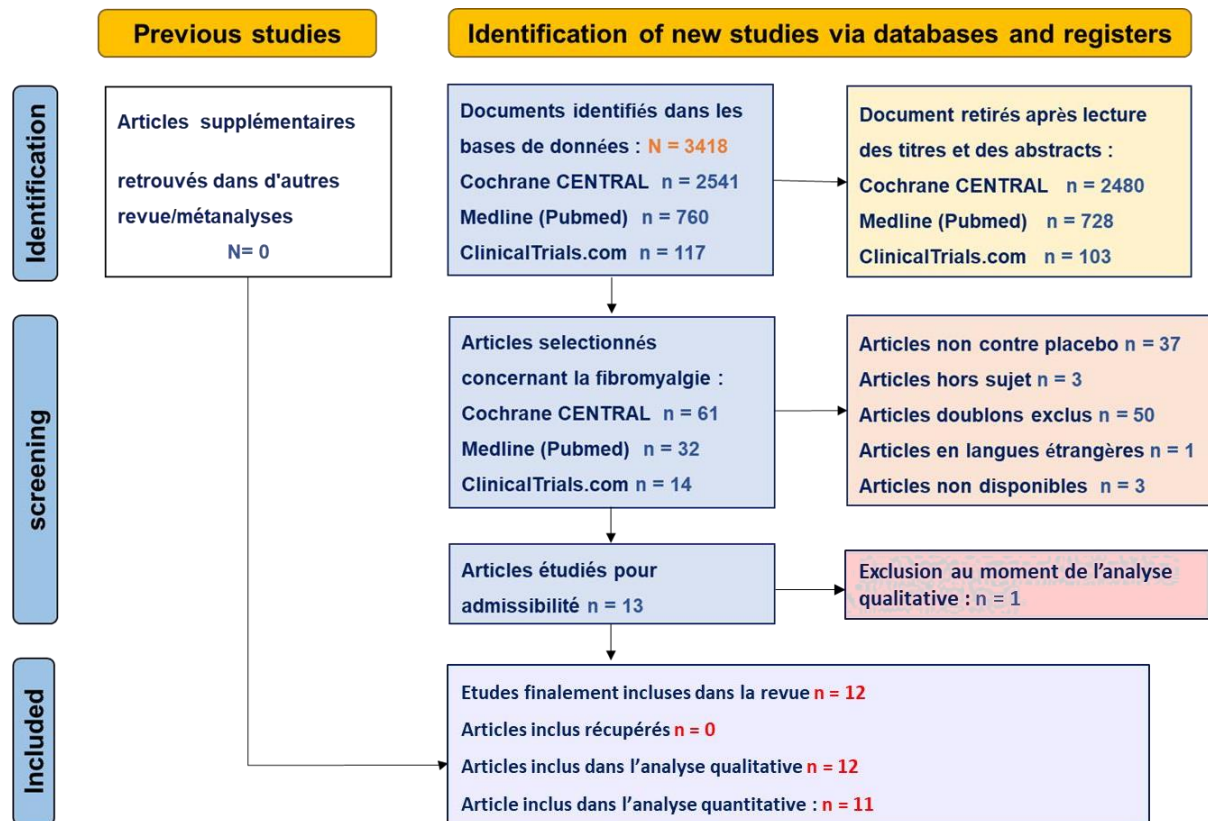 Previous studies
Identification of new studies via databases and registers
Identification
Articles supplémentaires
retrouvés dans d'autres
revue/métanalyses
N= 0
Documents identifiés dans les
bases de données : N = 3418
Cochrane CENTRAL n = 2541
Medline (Pubmed) n = 760
ClinicalTrials.com n = 117
Document retirés après lecture
des titres et des abstracts :
Cochrane CENTRAL n = 2480
Medline (Pubmed) n = 728
ClinicalTrials.com n = 103
screening
Articles selectionnés
concernant la fibromyalgie :
Cochrane CENTRAL n = 61
Medline (Pubmed) n = 32
ClinicalTrials.com n = 14
Articles non contre placebo n = 37
Articles hors sujet n = 3
Articles doublons exclus n = 50
Articles en langues étrangères n = 1
Articles non disponibles n = 3
Articles étudiés pour
admissibilité n = 13
Exclusion au moment de l'analyse
qualitative : n = 1
Included
Etudes finalement incluses dans la revue n = 12
Articles inclus récupérés n = 0
Articles inclus dans l'analyse qualitative n = 12
Article inclus dans l'analyse quantitative : n = 11